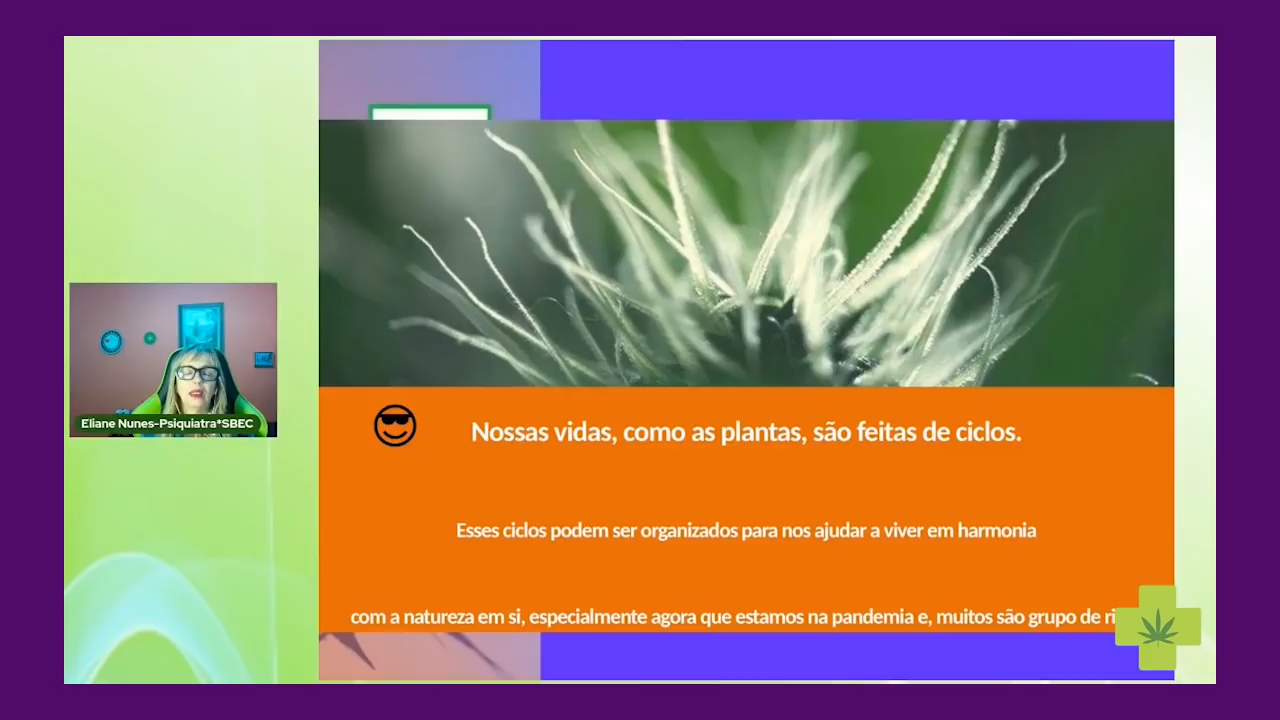 Nossas vidas, como as plantas, são feitas de ciclos.
Eliane Nunes-Psiquiatra*SBEC
Esses ciclos podem ser organizados para nos ajudar a viver em harmonia
com a natureza em si, especialmente agora que estamos na pandemia e, muitos são grupo de